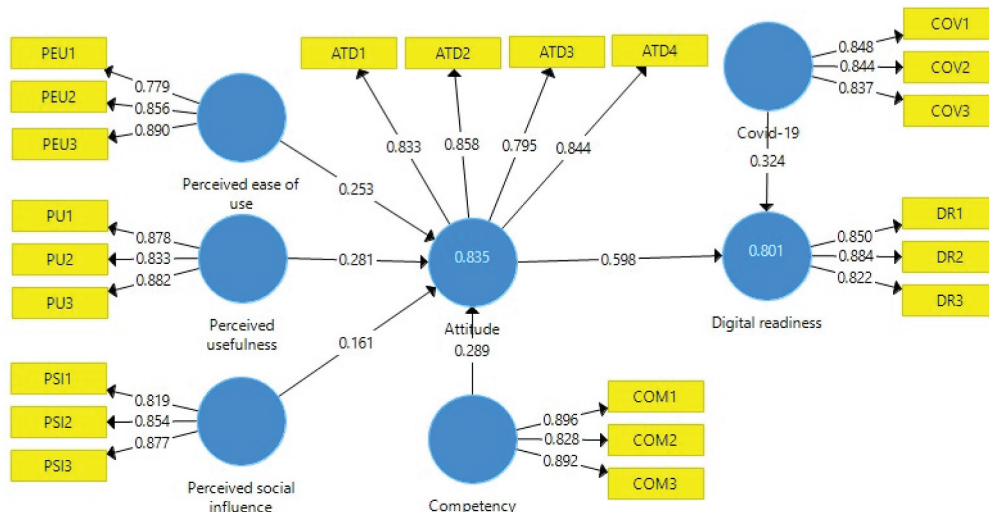 PEU1
PEU2
PEU3
0.779
0.856
0.890
Perceived ease of
use
0.253
PU1
PU2
PU3
0.878
0.833
0.882
Perceived
usefulness
0.281
PSI1
PSI2
PSI3
0.819
0.854
0.877
Perceived social
influence
0.161
ATD1
ATD2
ATD3
ATD4
0.833
0.858
0.795
0.844
0.835
Attitude
0.289
Competency
0.896
0.828
0.892
COM1
COM2
COM3
0.598
Covid-19
0.324
0.848
0.844
0.837
COV1
COV2
COV3
0.801
Digital readiness
0.850
0.884
0.822
DR1
DR2
DR3